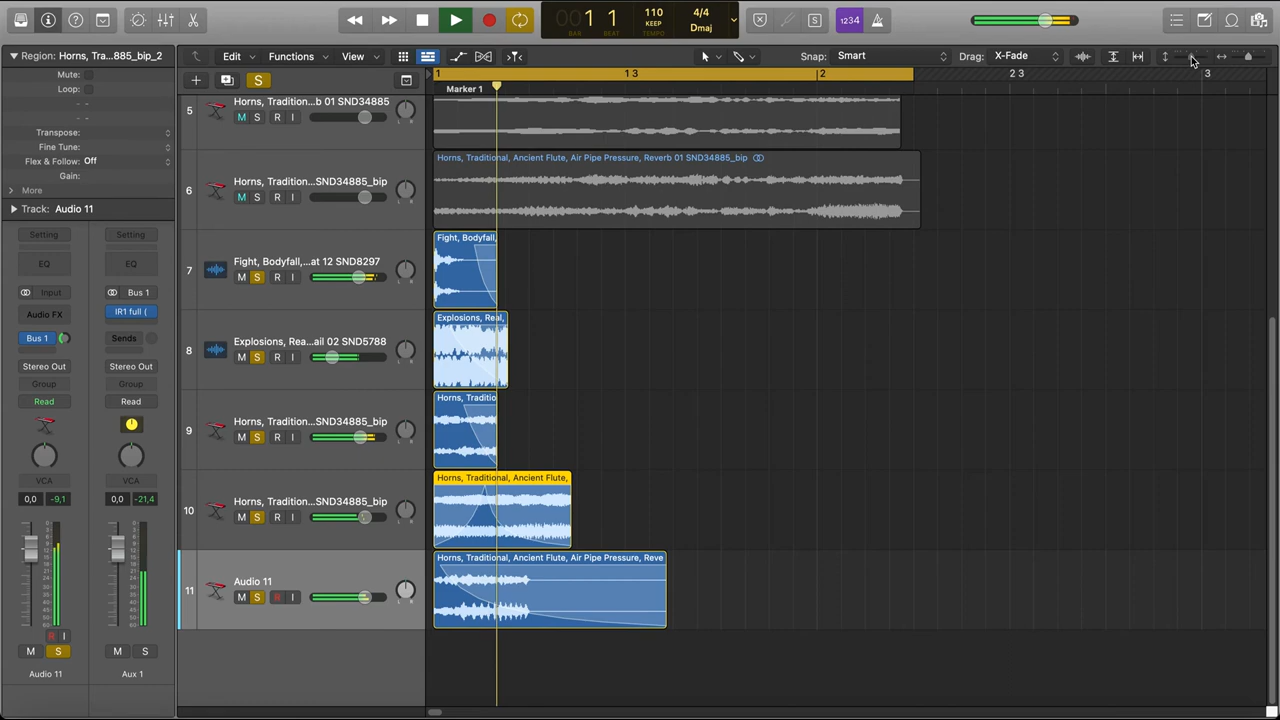 1 1
BAR BEAT
110
KEEP
TEMPO
4/4
Dmaj
S
1234
Region: Horns, Tra...885_bip_2
Edit
Functions
View
Snap: Smart
Drag: X-Fade
Mute:
Loop:
Transpose:
Fine Tune:
Flex & Follow: Off
Gain:
More
Track: Audio 11
S
1
1 3
2
2 3
3
Marker 1
5
Horns, Tradition...b 01 SND34885
M S R I
L R
6
Horns, Tradition...SND34885_bip
M S R I
L R
Horns, Traditional, Ancient Flute, Air Pipe Pressure, Reverb 01 SND34885_bip
7
Fight, Bodyfall,...at 12 SND8297
M S R I
L R
Fight, Bodyfall,
8
Explosions, Rea...ail 02 SND5788
M S R I
L R
Explosions, Real,
9
Horns, Tradition...SND34885_bip
M S R I
L R
Horns, Traditio
10
Horns, Tradition...SND34885_bip
M S R I
L R
Horns, Traditional, Ancient Flute,
11
Audio 11
M S R I
L R
Horns, Traditional, Ancient Flute, Air Pipe Pressure, Reve
Setting
Setting
EQ
EQ
Input
Bus 1
Audio FX
IR1 full (
Bus 1
Sends
Stereo Out
Stereo Out
Group
Group
Read
Read
VCA
VCA
0,0 -9,1
0,0 -21,4
R I
M S
M S
Audio 11
Aux 1